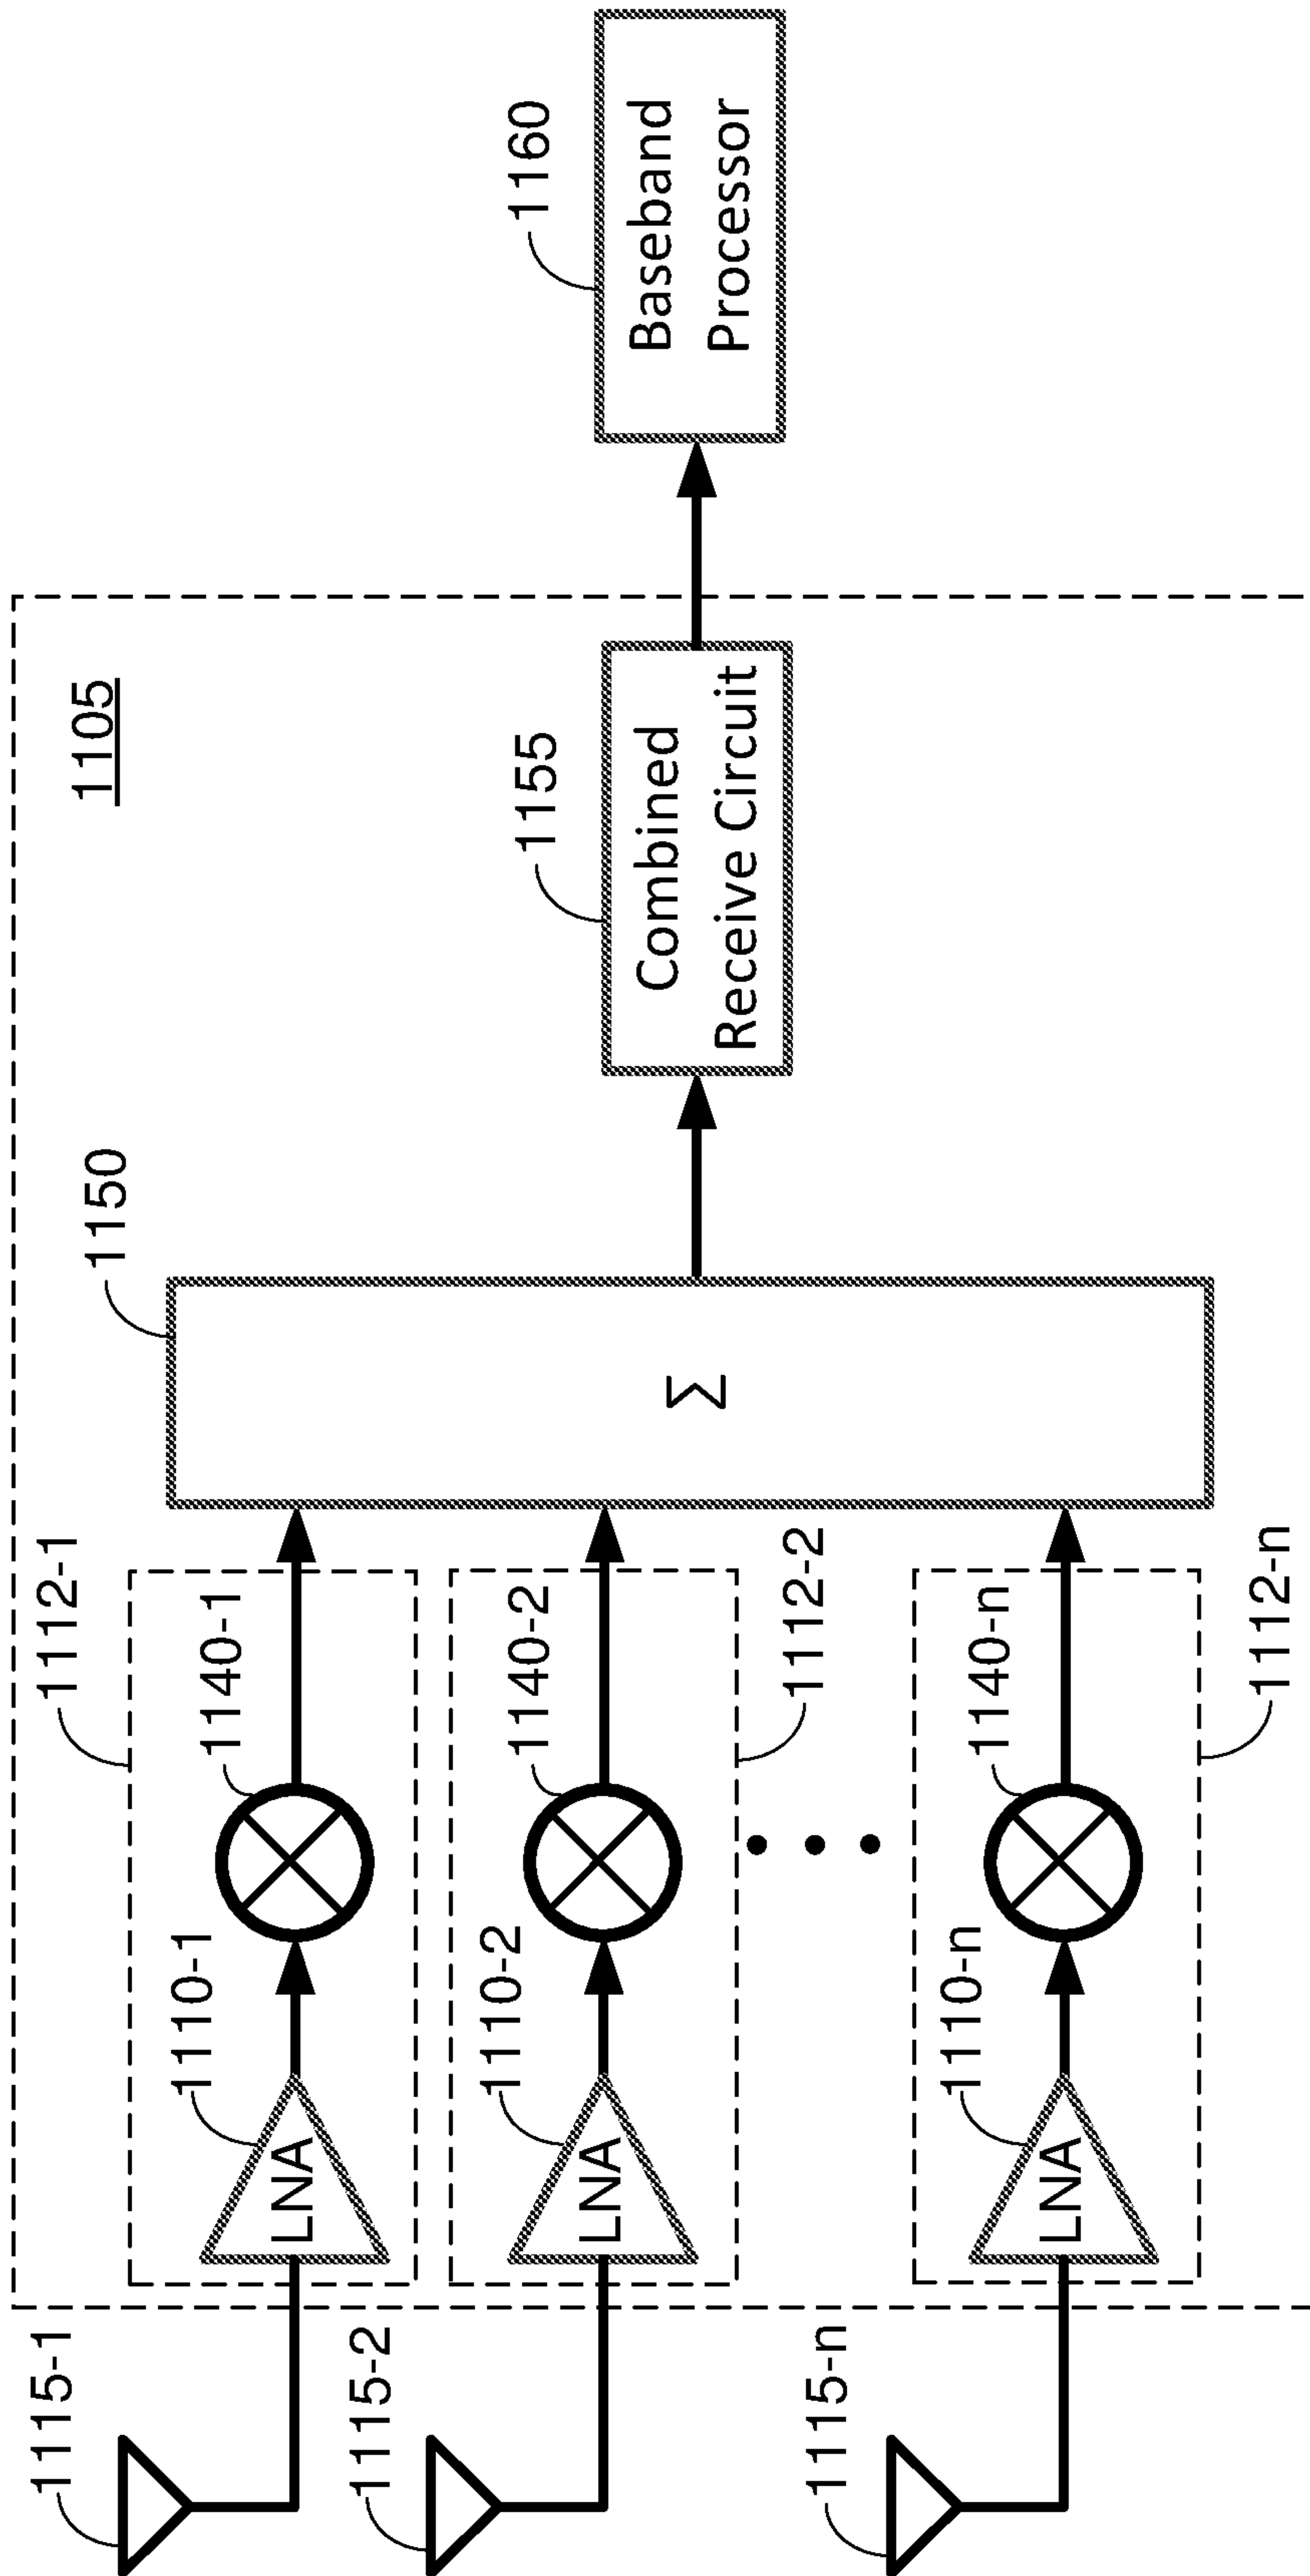 1105
1112-1
1150
1115-1
1110-1
1140-1
LNA
1115-2
1110-2
1140-2
LNA
1112-2
Σ
1155
Combined
Receive Circuit
1160
Baseband
Processor
1115-n
1110-n
1140-n
LNA
1112-n